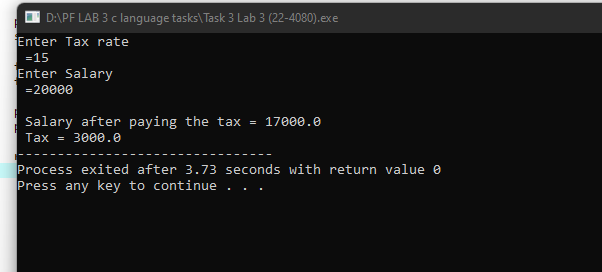 D:\PF LAB 3 c language tasks\Task 3 Lab 3 (22-4080).exe
Enter Tax rate
 =15
Enter Salary
 =20000

 Salary after paying the tax = 17000.0
 Tax = 3000.0
--------------------------------
Process exited after 3.73 seconds with return value 0
Press any key to continue . . .